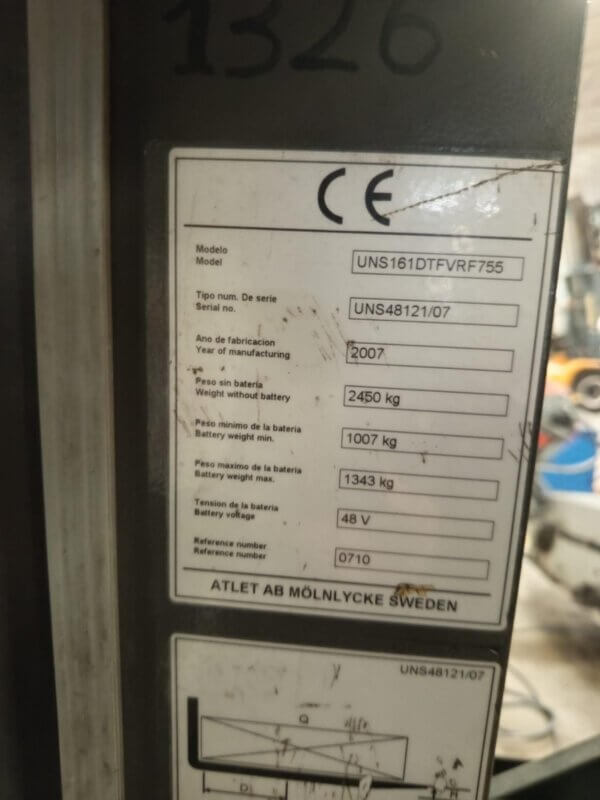 1326
CE
Modelo
Model
UNS161DTFVRF755
Tipo num. De serie
Serial no.
UNS48121/07
Ano de fabricacion
Year of manufacturing
2007
Peso sin bateria
Weight without battery
2450 kg
Peso minimo de la bateria
Battery weight min.
1007 kg
Peso maximo de la bateria
Battery weight max.
1343 kg
Tension de la bateria
Battery voltage
48 V
Reference number
Reference number
0710
ATLET AB MÖLNLYCKE SWEDEN
UNS48121/07
Q
D